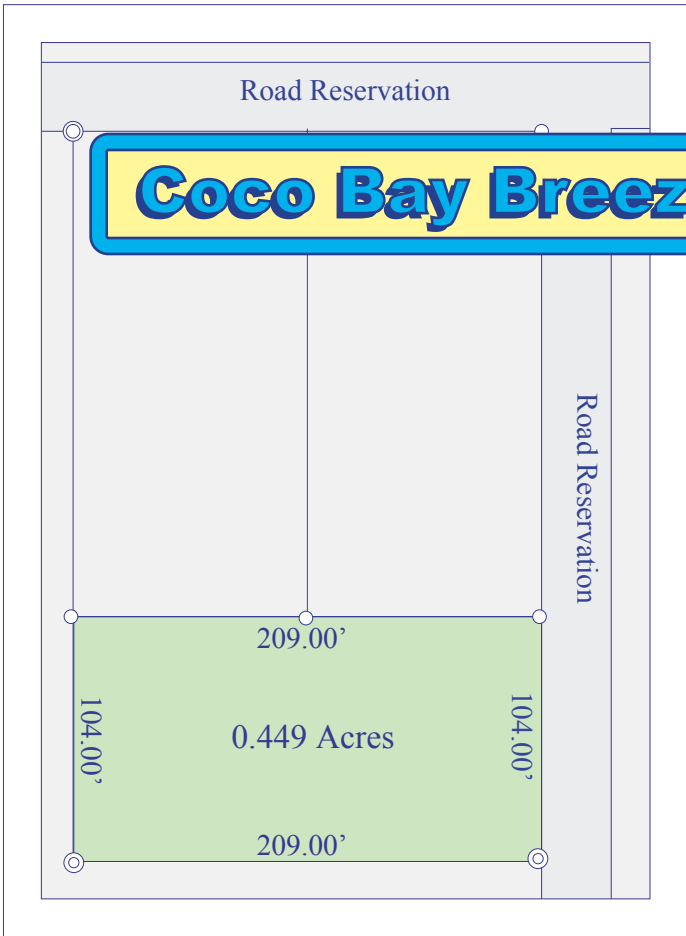 Road Reservation
Coco Bay Breez
Road Reservation
209.00’
104.00’
0.449 Acres
104.00’
209.00’